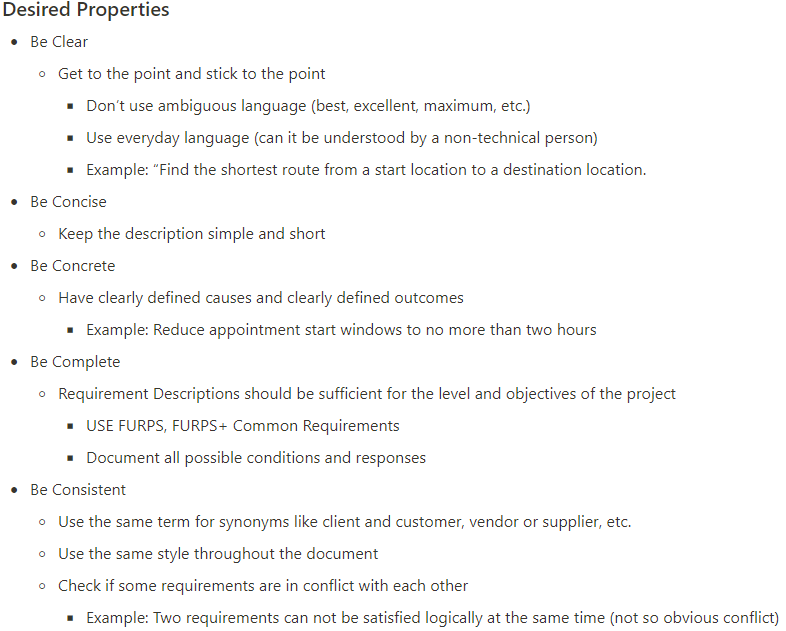 Desired Properties
Be Clear
Get to the point and stick to the point
Don't use ambiguous language (best, excellent, maximum, etc.)
Use everyday language (can it be understood by a non-technical person)
Example: "Find the shortest route from a start location to a destination location.
Be Concise
Keep the description simple and short
Be Concrete
Have clearly defined causes and clearly defined outcomes
Example: Reduce appointment start windows to no more than two hours
Be Complete
Requirement Descriptions should be sufficient for the level and objectives of the project
USE FURPS, FURPS+ Common Requirements
Document all possible conditions and responses
Be Consistent
Use the same term for synonyms like client and customer, vendor or supplier, etc.
Use the same style throughout the document
Check if some requirements are in conflict with each other
Example: Two requirements can not be satisfied logically at the same time (not so obvious conflict)